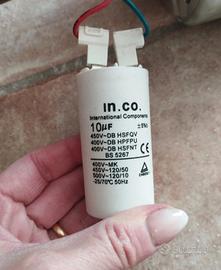 in.co.
International Components
10µF ±5%
450V~DB HSFQV
400V~DB HPFPU
400V~DB HSFNT
BS 5267
400V~MK
450V~120/50
500V~120/10
-25/70°C 50Hz